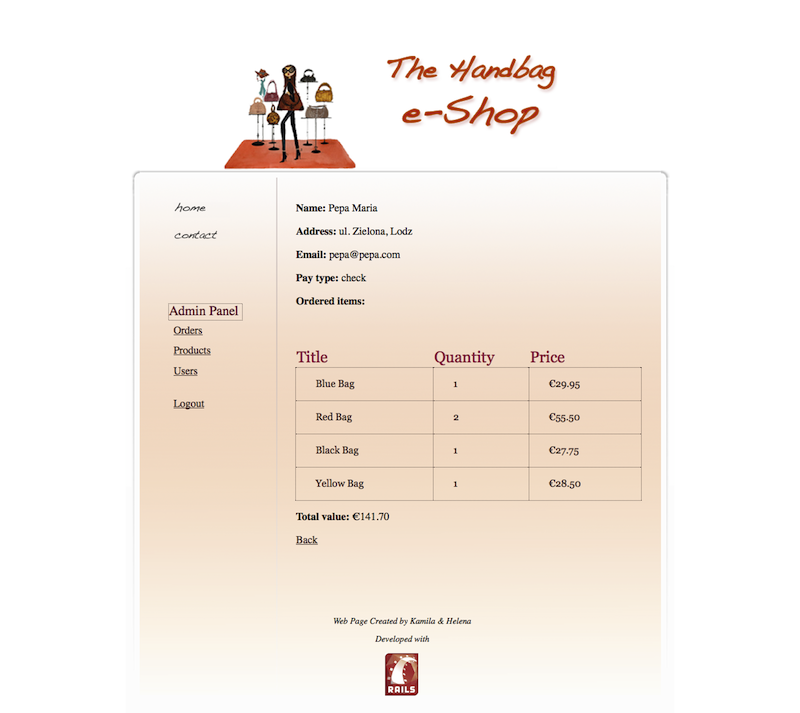 The Handbag
e-Shop
home
contact
Admin Panel
Orders
Products
Users
Logout
Name: Pepa Maria
Address: ul. Zielona, Lodz
Email: pepa@pepa.com
Pay type: check
Ordered items:
Title Quantity Price
Blue Bag 1 €29.95
Red Bag 2 €55.50
Black Bag 1 €27.75
Yellow Bag 1 €28.50
Total value: €141.70
Back
Web Page Created by Kamila & Helena
Developed with
RAILS